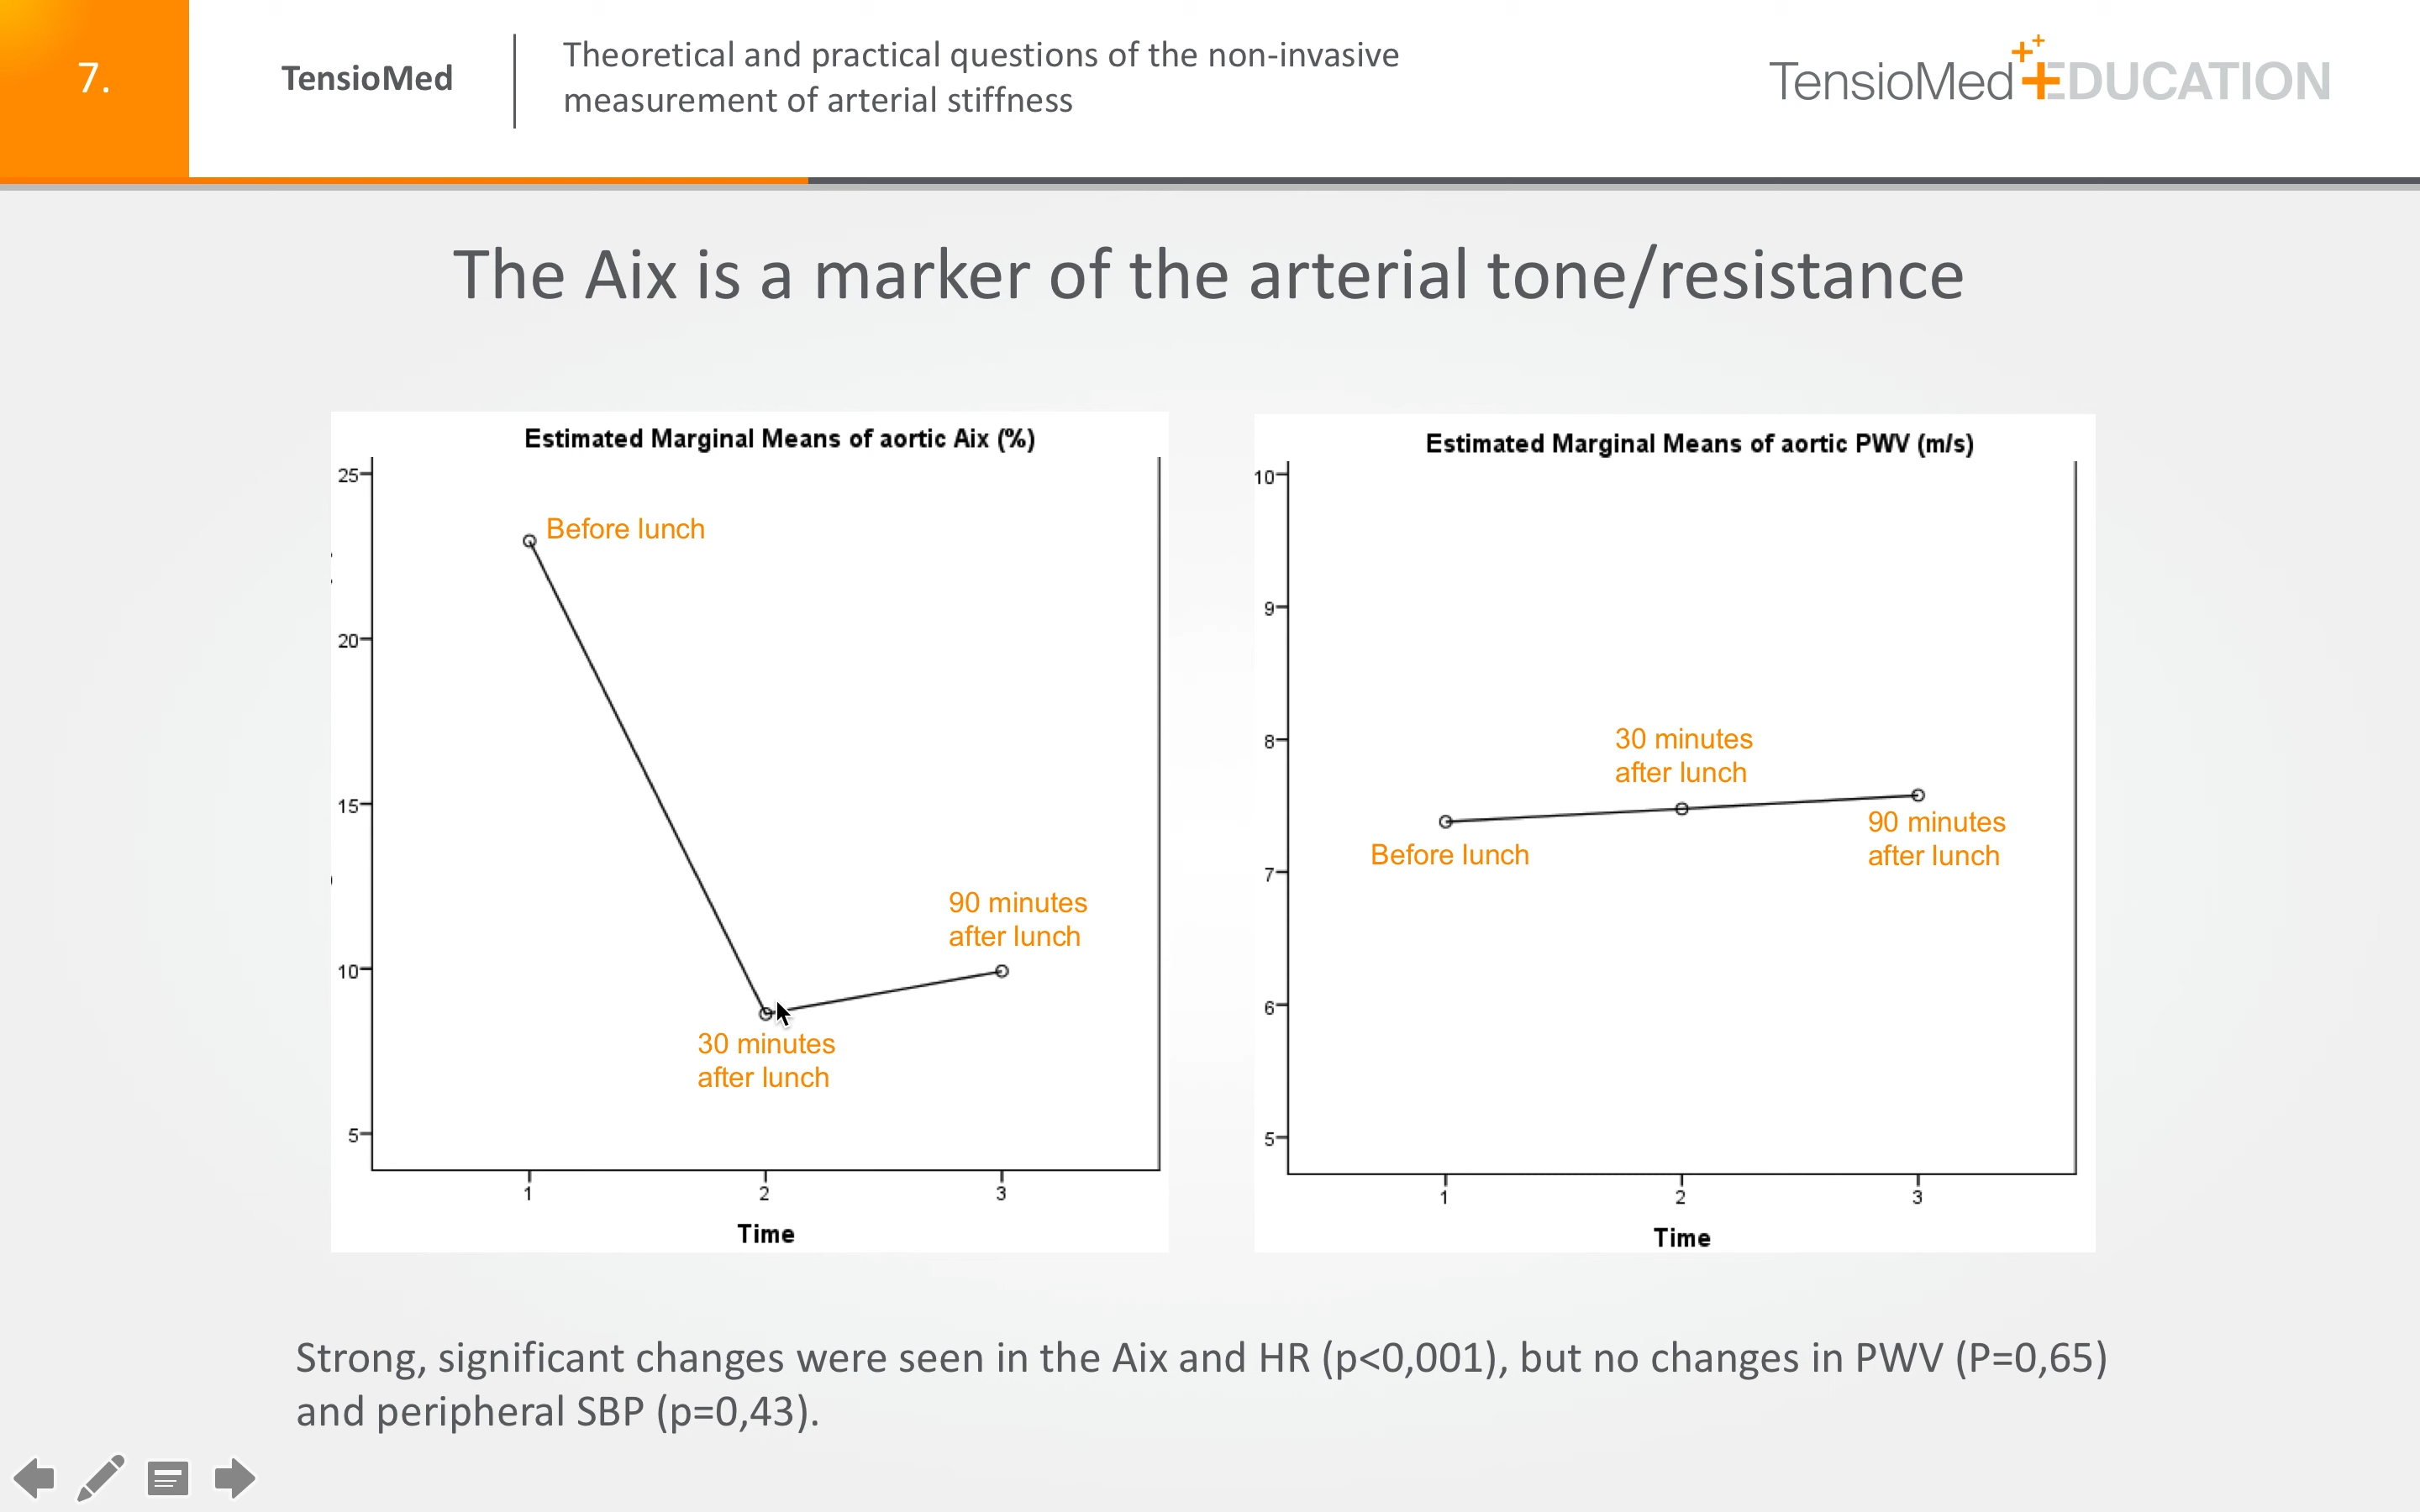 7.
TensioMed
Theoretical and practical questions of the non-invasive
measurement of arterial stiffness
TensioMed EDUCATION
The Aix is a marker of the arterial tone/resistance
Estimated Marginal Means of aortic Aix (%)
25
20
15
10
5
Before lunch
90 minutes
after lunch
30 minutes
after lunch
1 2 3
Time
Estimated Marginal Means of aortic PWV (m/s)
10
9
8
7
6
5
30 minutes
after lunch
Before lunch
90 minutes
after lunch
1 2 3
Time
Strong, significant changes were seen in the Aix and HR (p<0,001), but no changes in PWV (P=0,65)
and peripheral SBP (p=0,43).